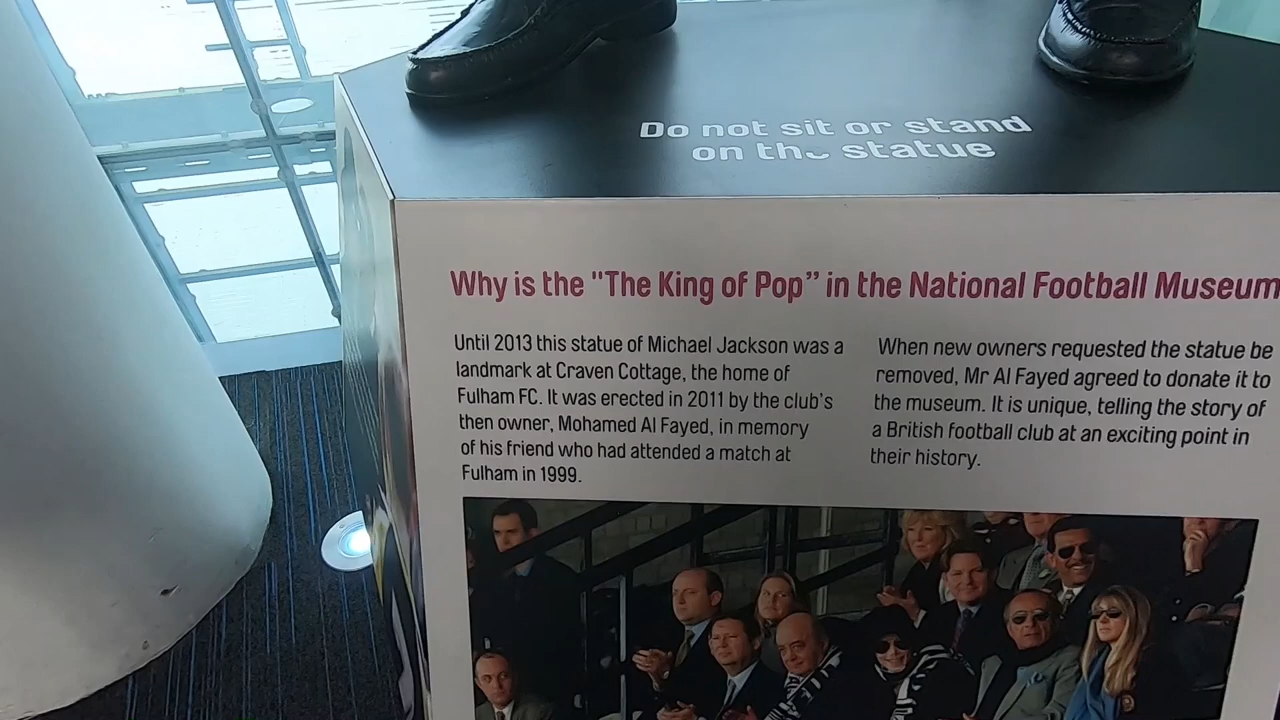 Do not sit or stand
on the statue
Why is the "The King of Pop” in the National Football Museum
Until 2013 this statue of Michael Jackson was a
landmark at Craven Cottage, the home of
Fulham FC. It was erected in 2011 by the club's
then owner, Mohamed Al Fayed, in memory
of his friend who had attended a match at
Fulham in 1999.
When new owners requested the statue be
removed, Mr Al Fayed agreed to donate it to
the museum. It is unique, telling the story of
a British football club at an exciting point in
their history.